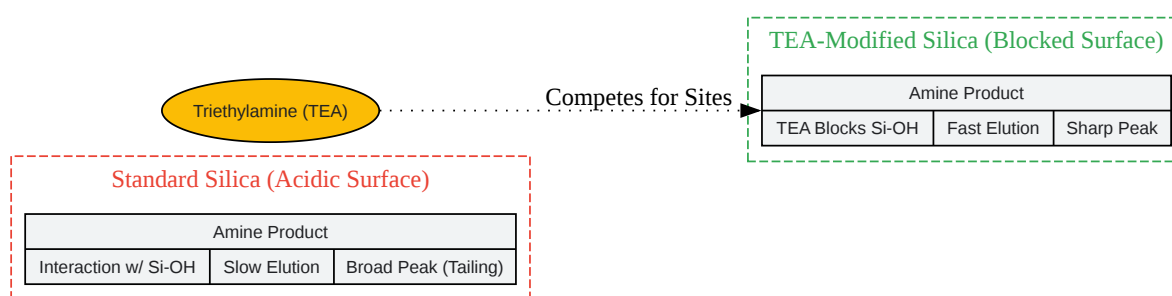 TEA-Modified Silica (Blocked Surface)
Amine Product
TEA Blocks Si-OH
Fast Elution
Sharp Peak
Triethylamine (TEA)
Competes for Sites
Standard Silica (Acidic Surface)
Amine Product
Interaction w/ Si-OH
Slow Elution
Broad Peak (Tailing)